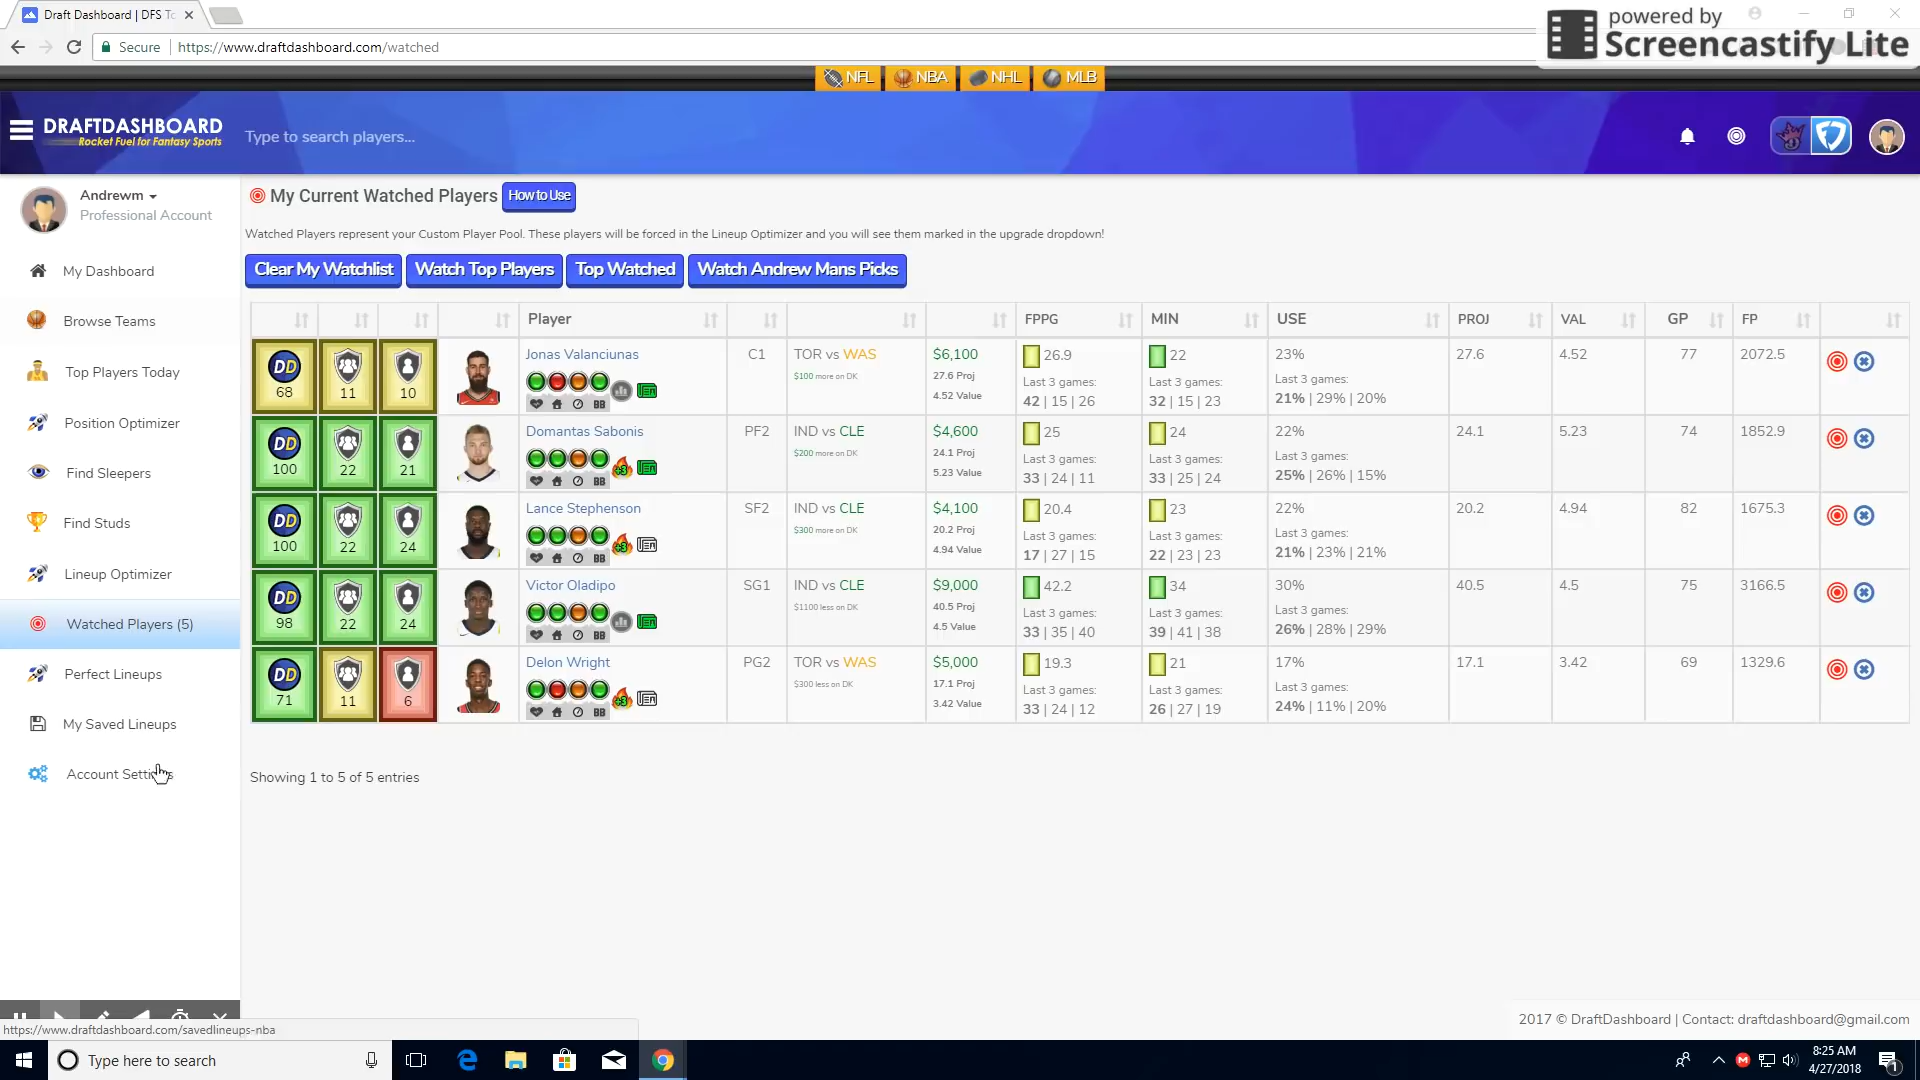 Draft Dashboard | DFS To
powered by
Screencastify Lite
Secure https://www.draftdashboard.com/watched
NFL NBA NHL MLB
DRAFTDASHBOARD
Rocket Fuel for Fantasy Sports
Type to search players...
Andrewm
Professional Account
My Dashboard
Browse Teams
Top Players Today
Position Optimizer
Find Sleepers
Find Studs
Lineup Optimizer
Watched Players (5)
Perfect Lineups
My Saved Lineups
Account Settings
My Current Watched Players How to Use
Watched Players represent your Custom Player Pool. These players will be forced in the Lineup Optimizer and you will see them marked in the upgrade dropdown!
Clear My Watchlist Watch Top Players Top Watched Watch Andrew Mans Picks
Player FPPG MIN USE PROJ VAL GP FP
Jonas Valanciunas C1 TOR vs WAS $6,100 26.9 22 23% 27.6 4.52 77 2072.5
DD $100 more on DK 27.6 Proj Last 3 games: Last 3 games: Last 3 games:
68 11 10 4.52 Value 42 | 15 | 26 32 | 15 | 23 21% | 29% | 20%
BB
Domantas Sabonis PF2 IND vs CLE $4,600 25 24 22% 24.1 5.23 74 1852.9
DD $200 more on DK 24.1 Proj Last 3 games: Last 3 games: Last 3 games:
100 22 21 +3 5.23 Value 33 | 24 | 11 33 | 25 | 24 25% | 26% | 15%
BB
Lance Stephenson SF2 IND vs CLE $4,100 20.4 23 22% 20.2 4.94 82 1675.3
DD $300 more on DK 20.2 Proj Last 3 games: Last 3 games: Last 3 games:
100 22 24 +3 4.94 Value 17 | 27 | 15 22 | 23 | 23 21% | 23% | 21%
BB
Victor Oladipo SG1 IND vs CLE $9,000 42.2 34 30% 40.5 4.5 75 3166.5
DD $1100 less on DK 40.5 Proj Last 3 games: Last 3 games: Last 3 games:
98 22 24 4.5 Value 33 | 35 | 40 39 | 41 | 38 26% | 28% | 29%
BB
Delon Wright PG2 TOR vs WAS $5,000 19.3 21 17% 17.1 3.42 69 1329.6
DD $300 less on DK 17.1 Proj Last 3 games: Last 3 games: Last 3 games:
71 11 6 +3 3.42 Value 33 | 24 | 12 26 | 27 | 19 24% | 11% | 20%
BB
Showing 1 to 5 of 5 entries
2017 © DraftDashboard | Contact: draftdashboard@gmail.com
https://www.draftdashboard.com/savedlineups-nba
Type here to search
8:25 AM
4/27/2018
1